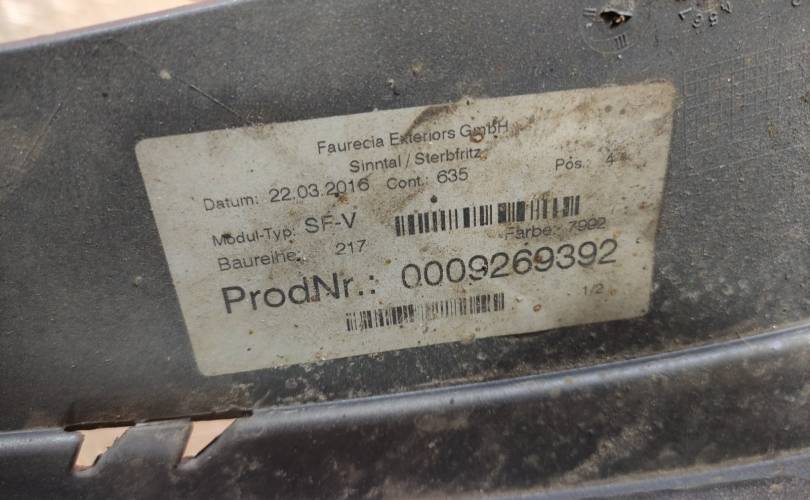 Faurecia Exteriors GmbH
Sinntal / Sterbfritz
Datum: 22.03.2016 Cont.: 635 Pos.: 4
Modul-Typ: SF-V
Baureihe: 217 Farbe: 7992
ProdNr.: 0009269392
1/2